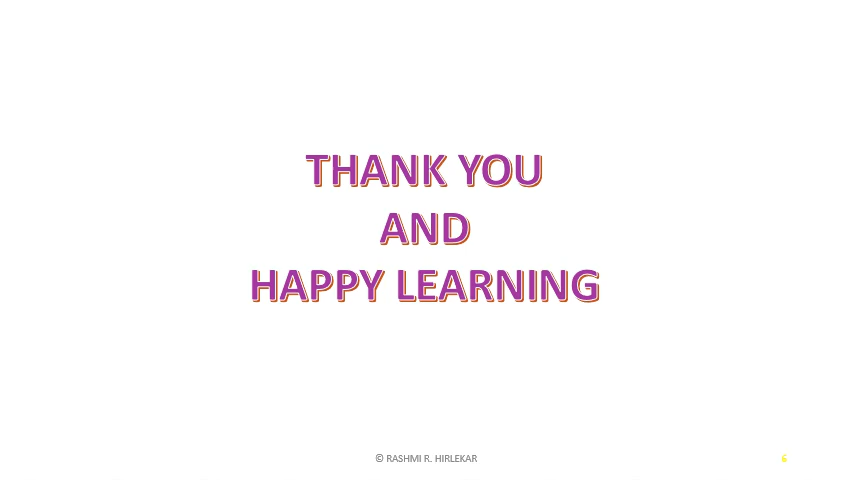 THANK YOU
AND
HAPPY LEARNING
© RASHMI R. HIRLEKAR
6